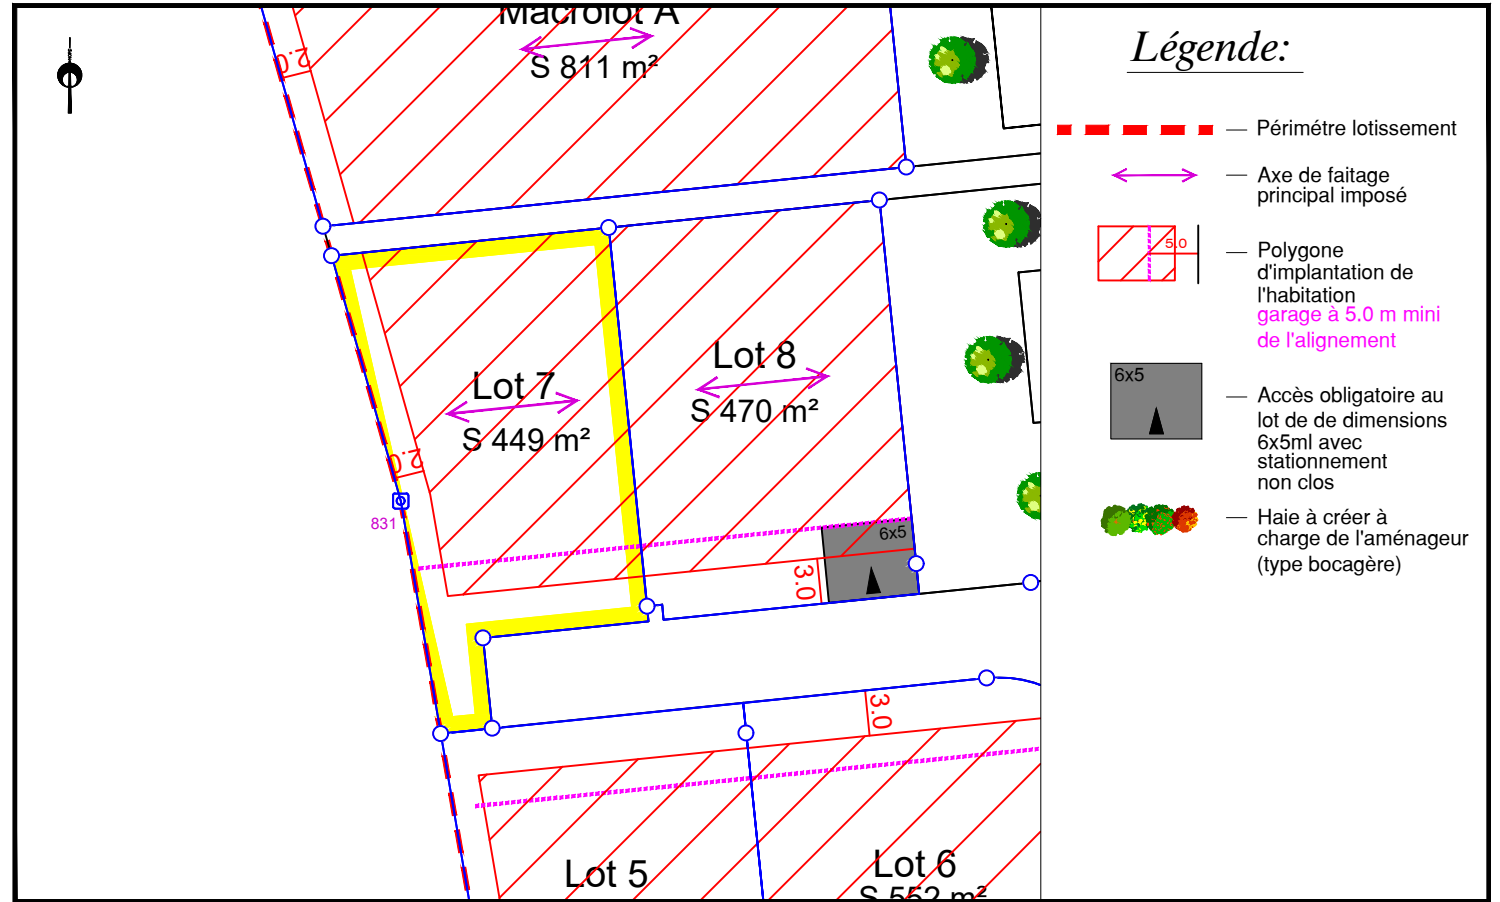 Macrolot A
S 811 m²
2.0
Lot 7
S 449 m²
2.0
831
Lot 8
S 470 m²
6x5
3.0
3.0
Lot 5
Lot 6
S 552 m²
Légende:
Périmétre lotissement
Axe de faitage
principal imposé
5.0
Polygone
d'implantation de
l'habitation
garage à 5.0 m mini
de l'alignement
6x5
Accès obligatoire au
lot de de dimensions
6x5ml avec
stationnement
non clos
Haie à créer à
charge de l'aménageur
(type bocagère)